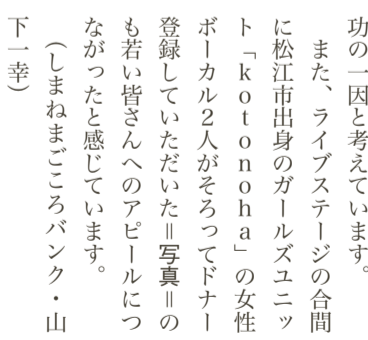 功の一因と考えています。
　また、ライブステージの合間
に松江市出身のガールズユニッ
ト「ｋｏｔｏｎｏｈａ」の女性
ボーカル２人がそろってドナー
登録していただいた＝写真＝の
も若い皆さんへのアピールにつ
ながったと感じています。
　（しまねまごころバンク・山
下一幸）